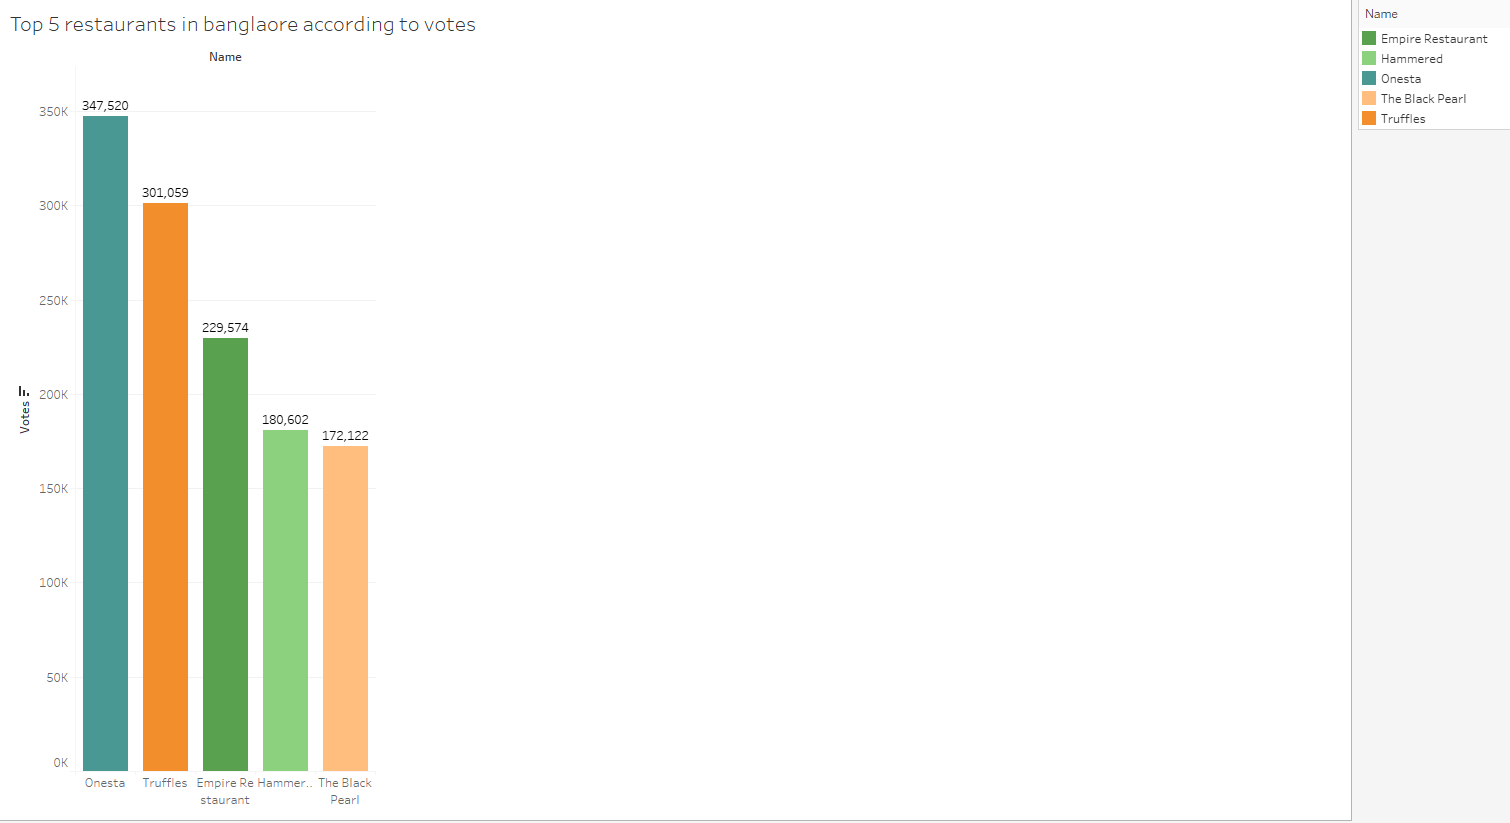 Top 5 restaurants in banglaore according to votes
Name
350K
300K
250K
200K
150K
100K
50K
0K
Votes
347,520
301,059
229,574
180,602
172,122
Onesta
Truffles
Empire Re
staurant
Hammer..
The Black
Pearl
Name
Empire Restaurant
Hammered
Onesta
The Black Pearl
Truffles